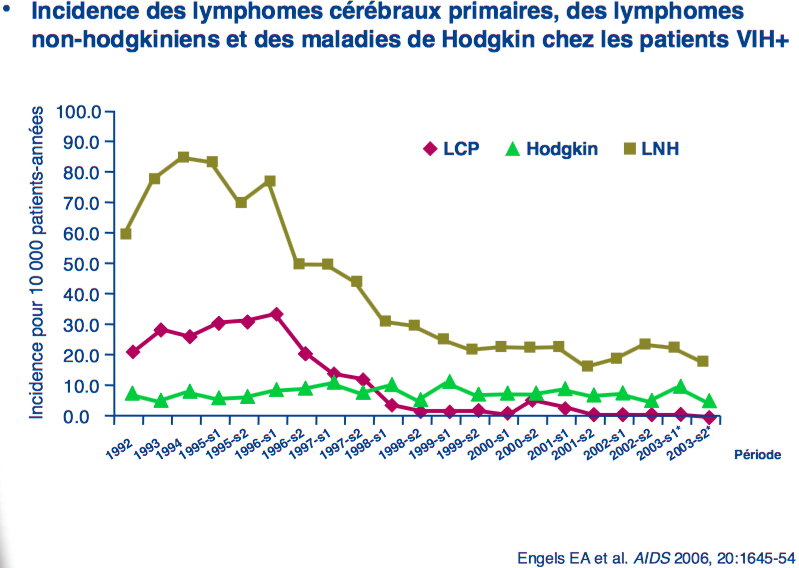 • Incidence des lymphomes cérébraux primaires, des lymphomes
non-hodgkiniens et des maladies de Hodgkin chez les patients VIH+
Incidence pour 10 000 patients-années
100.0
90.0
80.0
70.0
60.0
50.0
40.0
30.0
20.0
10.0
0.0
LCP Hodgkin LNH
1992 1993 1994 1995-s1 1995-s2 1996-s1 1996-s2 1997-s1 1997-s2 1998-s1 1998-s2 1999-s1 1999-s2 2000-s1 2000-s2 2001-s1 2001-s2 2002-s1 2002-s2 2003-s1* 2003-s2*
Période
Engels EA et al. AIDS 2006, 20:1645-54